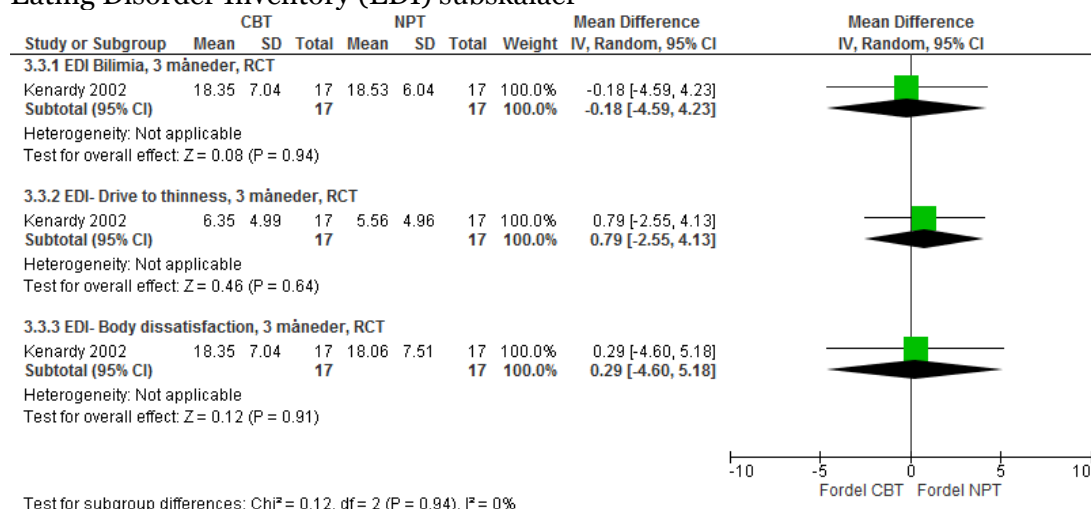 Eating Disorder Inventory (EDI) subskalaer
CBT NPT Mean Difference Mean Difference
Study or Subgroup Mean SD Total Mean SD Total Weight IV, Random, 95% CI IV, Random, 95% CI
3.3.1 EDI Bilimia, 3 måneder, RCT
Kenardy 2002 18.35 7.04 17 18.53 6.04 17 100.0% -0.18 [-4.59, 4.23]
Subtotal (95% CI) 17 17 100.0% -0.18 [-4.59, 4.23]
Heterogeneity: Not applicable
Test for overall effect: Z = 0.08 (P = 0.94)
3.3.2 EDI- Drive to thinness, 3 måneder, RCT
Kenardy 2002 6.35 4.99 17 5.56 4.96 17 100.0% 0.79 [-2.55, 4.13]
Subtotal (95% CI) 17 17 100.0% 0.79 [-2.55, 4.13]
Heterogeneity: Not applicable
Test for overall effect: Z = 0.46 (P = 0.64)
3.3.3 EDI- Body dissatisfaction, 3 måneder, RCT
Kenardy 2002 18.35 7.04 17 18.06 7.51 17 100.0% 0.29 [-4.60, 5.18]
Subtotal (95% CI) 17 17 100.0% 0.29 [-4.60, 5.18]
Heterogeneity: Not applicable
Test for overall effect: Z = 0.12 (P = 0.91)
-10 -5 0 5 10
Fordel CBT Fordel NPT
Test for subgroup differences: Chi² = 0.12, df = 2 (P = 0.94), I² = 0%